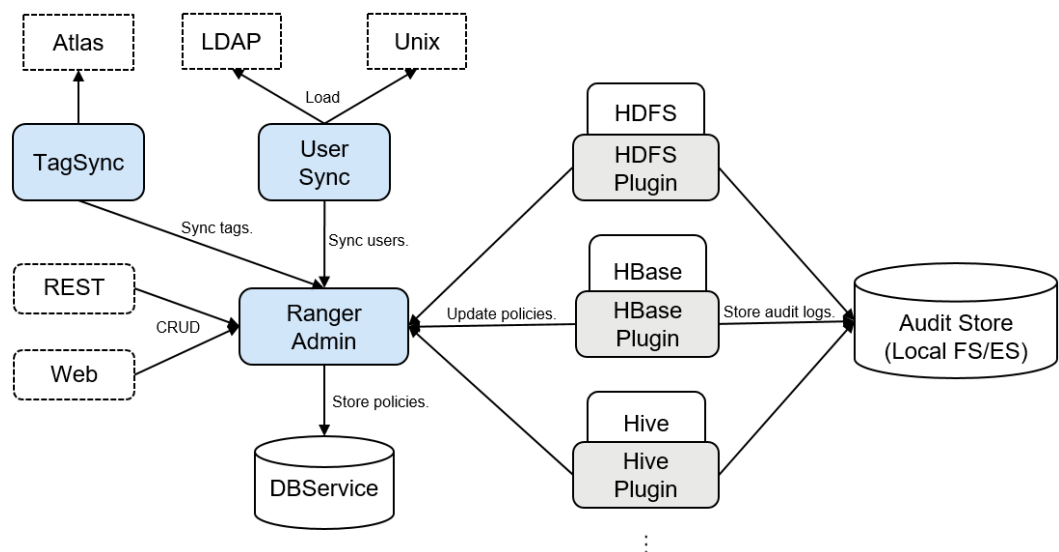 Atlas
LDAP
Unix
Load
TagSync
User
Sync
HDFS
HDFS
Plugin
Sync tags.
Sync users.
REST
CRUD
Web
Ranger
Admin
Update policies.
HBase
HBase
Plugin
Store audit logs.
Audit Store
(Local FS/ES)
Store policies.
DBService
Hive
Hive
Plugin
⋮